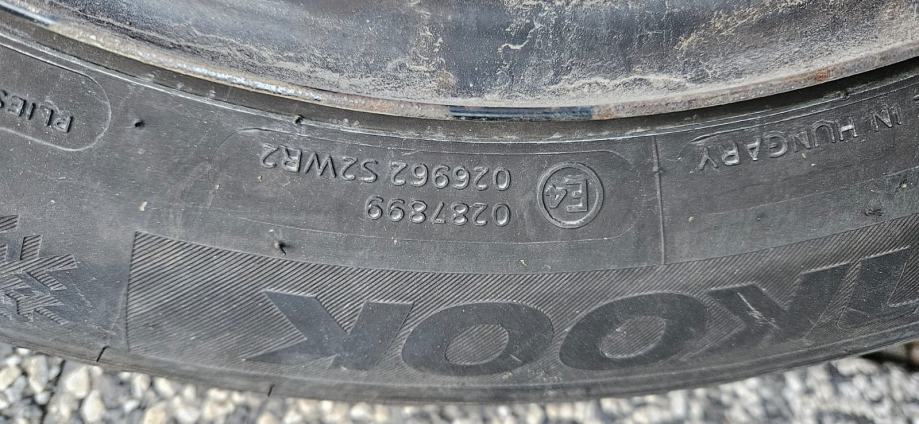 KOOK
IN HUNGARY
E4
0287899
026962 S2WR2
PLIES